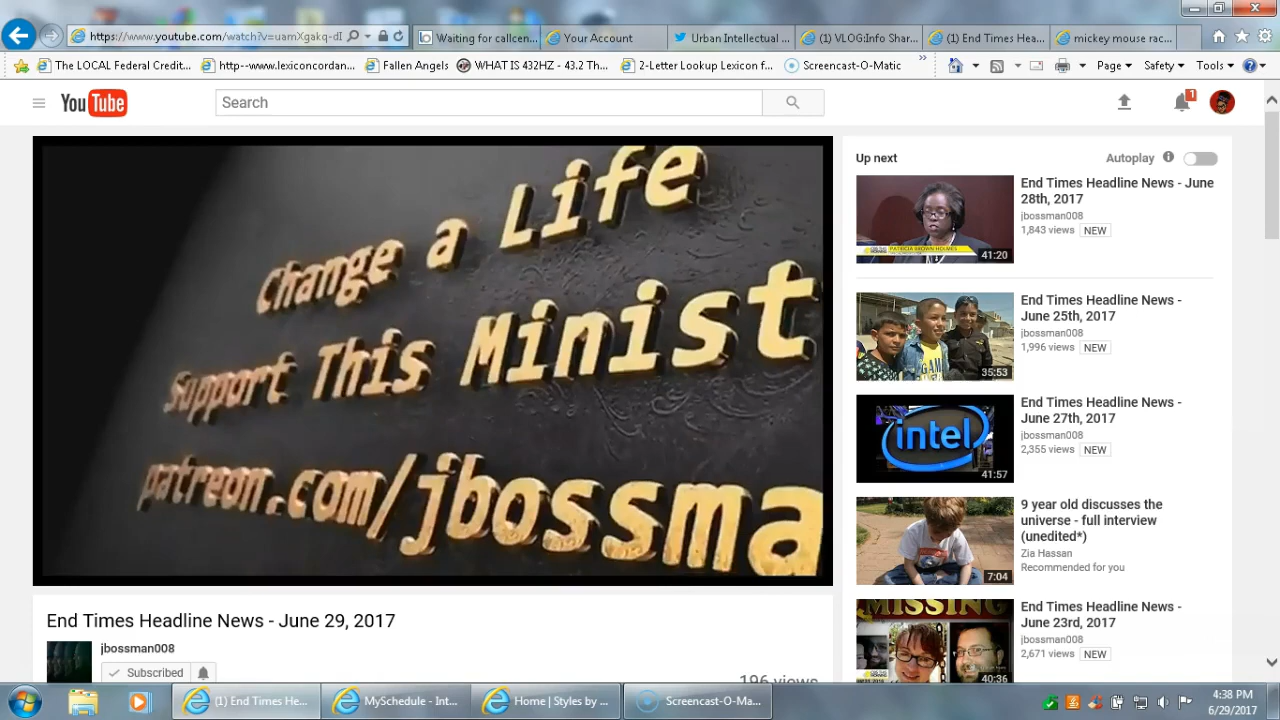 https://www.youtube.com/watch?v=uamXgakq-dI
Waiting for callcen...
Your Account
Urban Intellectual ...
(1) VLOG:Info Shar...
(1) End Times Hea...
mickey mouse rac...
The LOCAL Federal Credit...
http--www.lexiconcordan...
Fallen Angels
WHAT IS 432HZ - 43.2 Th...
2-Letter Lookup Lexicon f...
Screencast-O-Matic
Page
Safety
Tools
YouTube
Search
1
Change a Life
Support This Minist
patreon.com/jbossma
End Times Headline News - June 29, 2017
jbossman008
Subscribed
196 views
Up next
Autoplay
End Times Headline News - June
28th, 2017
jbossman008
1,843 views NEW
PATRICIA BROWN HOLMES
41:20
End Times Headline News -
June 25th, 2017
jbossman008
1,996 views NEW
GAM
35:53
End Times Headline News -
June 27th, 2017
jbossman008
2,355 views NEW
intel
41:57
9 year old discusses the
universe - full interview
(unedited*)
Zia Hassan
Recommended for you
7:04
End Times Headline News -
June 23rd, 2017
jbossman008
2,671 views NEW
MISSING
40:36
(1) End Times He...
MySchedule - Int...
Home | Styles by ...
Screencast-O-Ma...
4:38 PM
6/29/2017